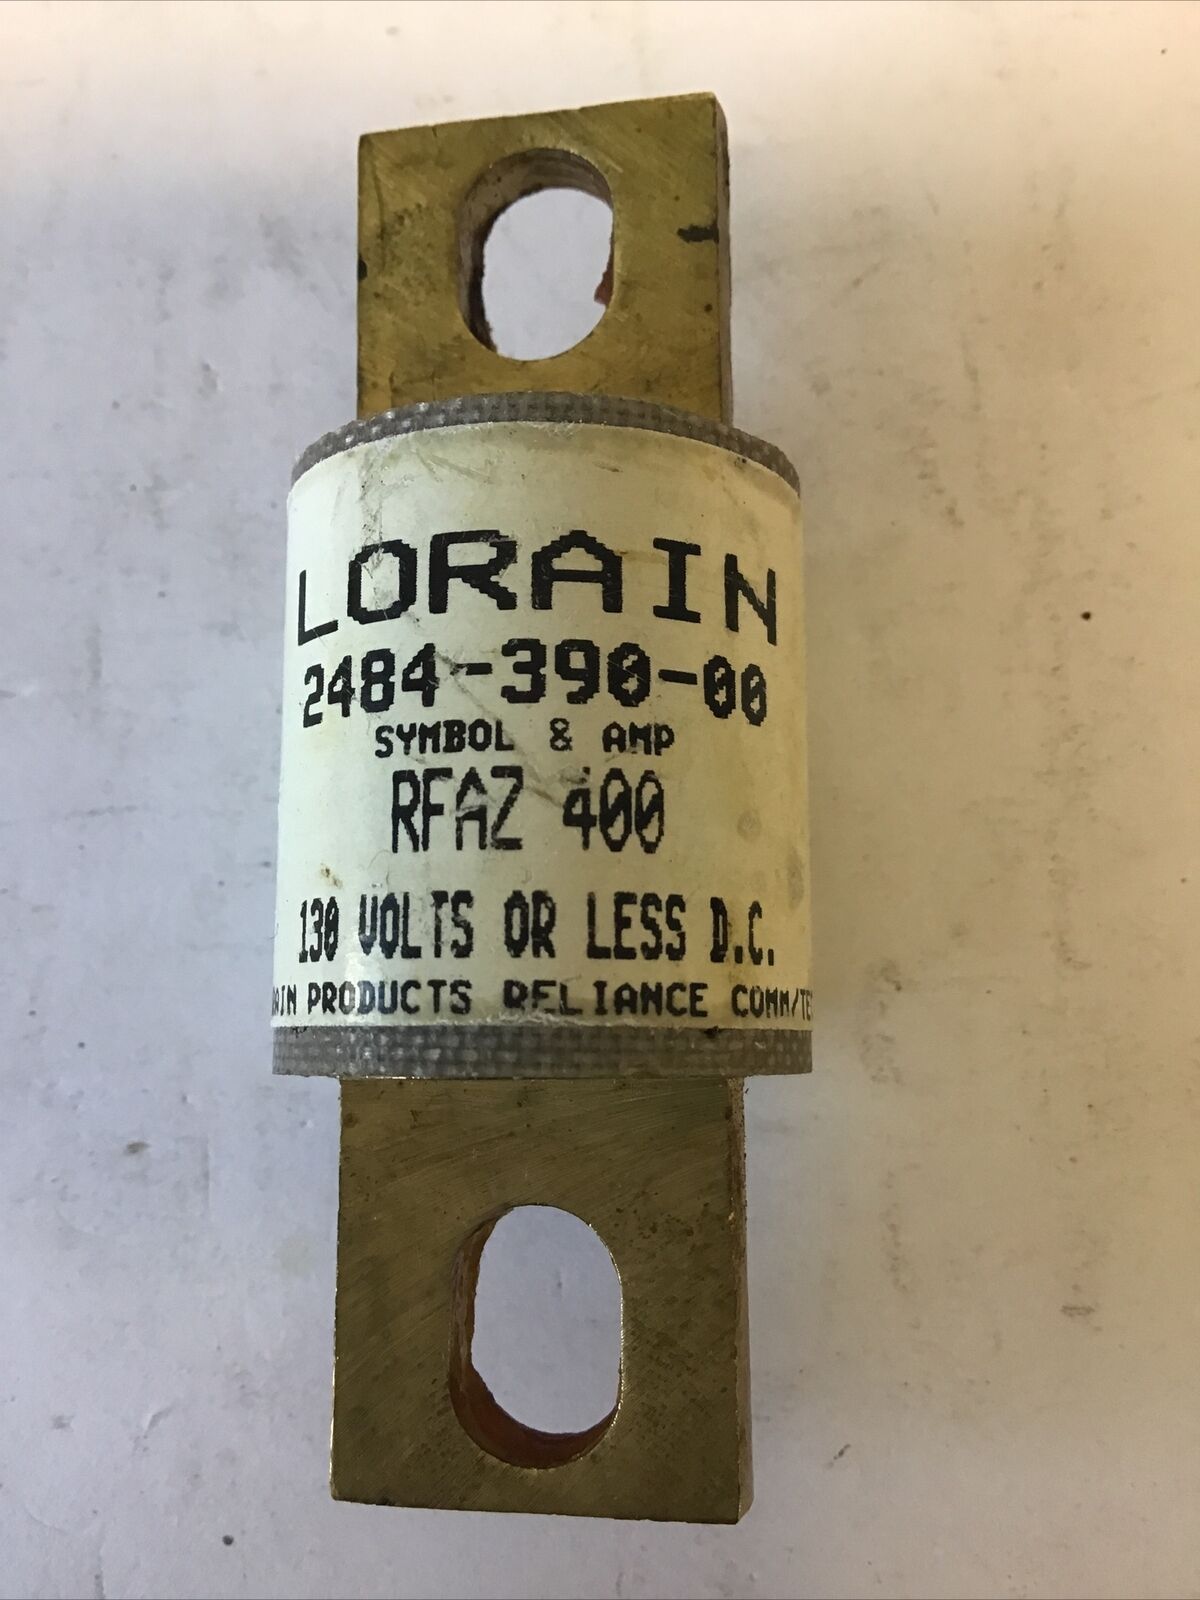 LORAIN
2484-390-00
SYMBOL & AMP
RFAZ 400
130 VOLTS OR LESS D.C.
PRODUCTS RELIANCE